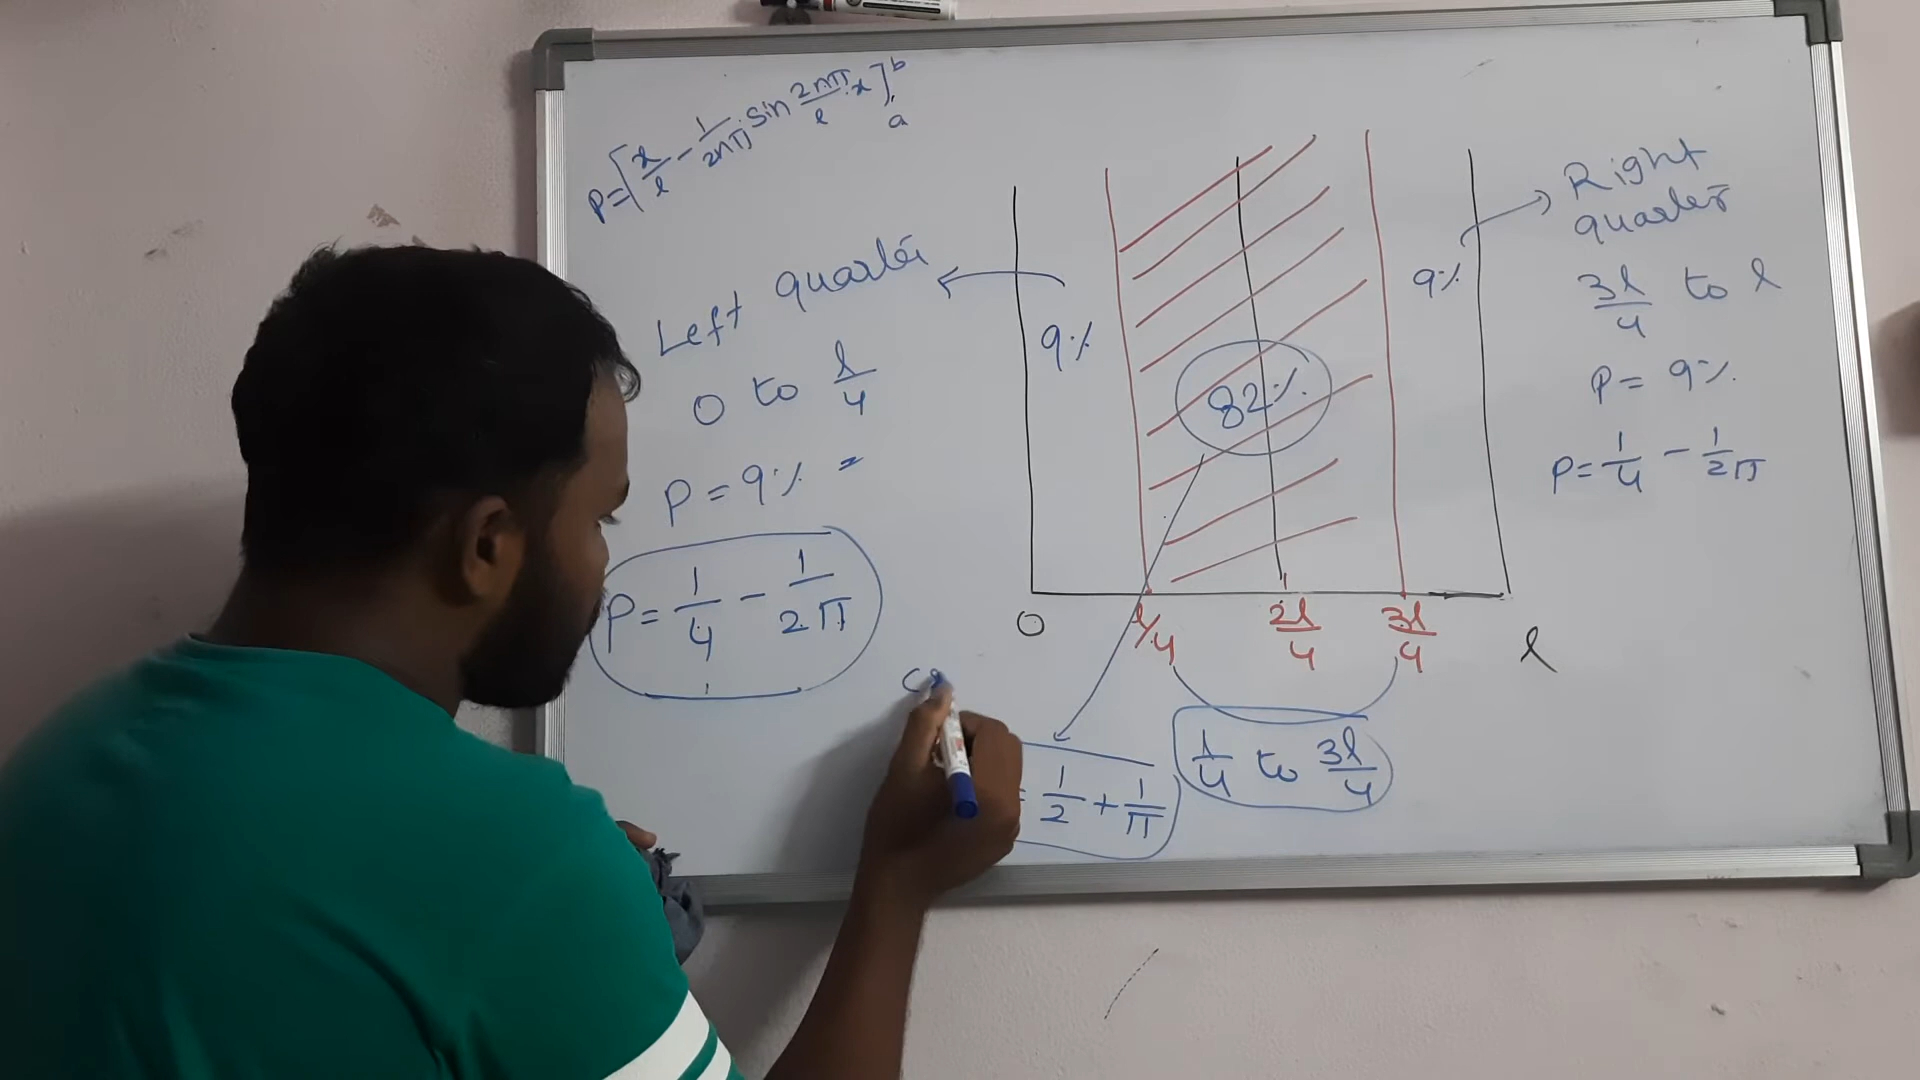 P=[x/l - 1/2nπ sin 2nπ/l x]ᵇₐ
Left quarter
0 to l/4
P = 9% =
P = 1/4 - 1/2π
9%
82%
9%
Right
quarter
3l/4 to l
P = 9%
P = 1/4 - 1/2π
0
l/4
2l/4
3l/4
l
l/4 to 3l/4
= 1/2 + 1/π